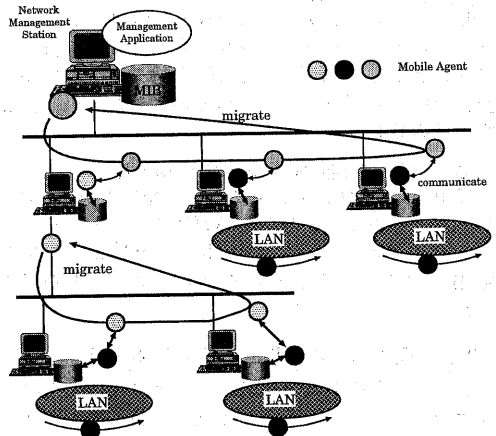 Network
Management
Station
Management
Application
Mobile Agent
MIB
migrate
communicate
LAN
LAN
migrate
LAN
LAN